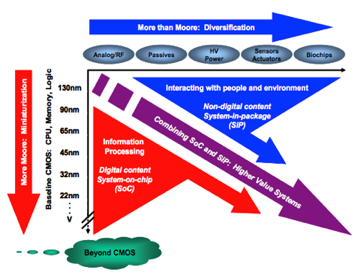 More than Moore: Diversification
Analog/RF
Passives
HV
Power
Sensors
Actuators
Biochips
More Moore: Miniaturization
Baseline CMOS: CPU, Memory, Logic
130nm
90nm
65nm
45nm
32nm
22nm
V
Interacting with people and environment
Non-digital content
System-in-package
(SiP)
Combining SoC and SiP: Higher Value Systems
Information
Processing
Digital content
System-on-chip
(SoC)
Beyond CMOS